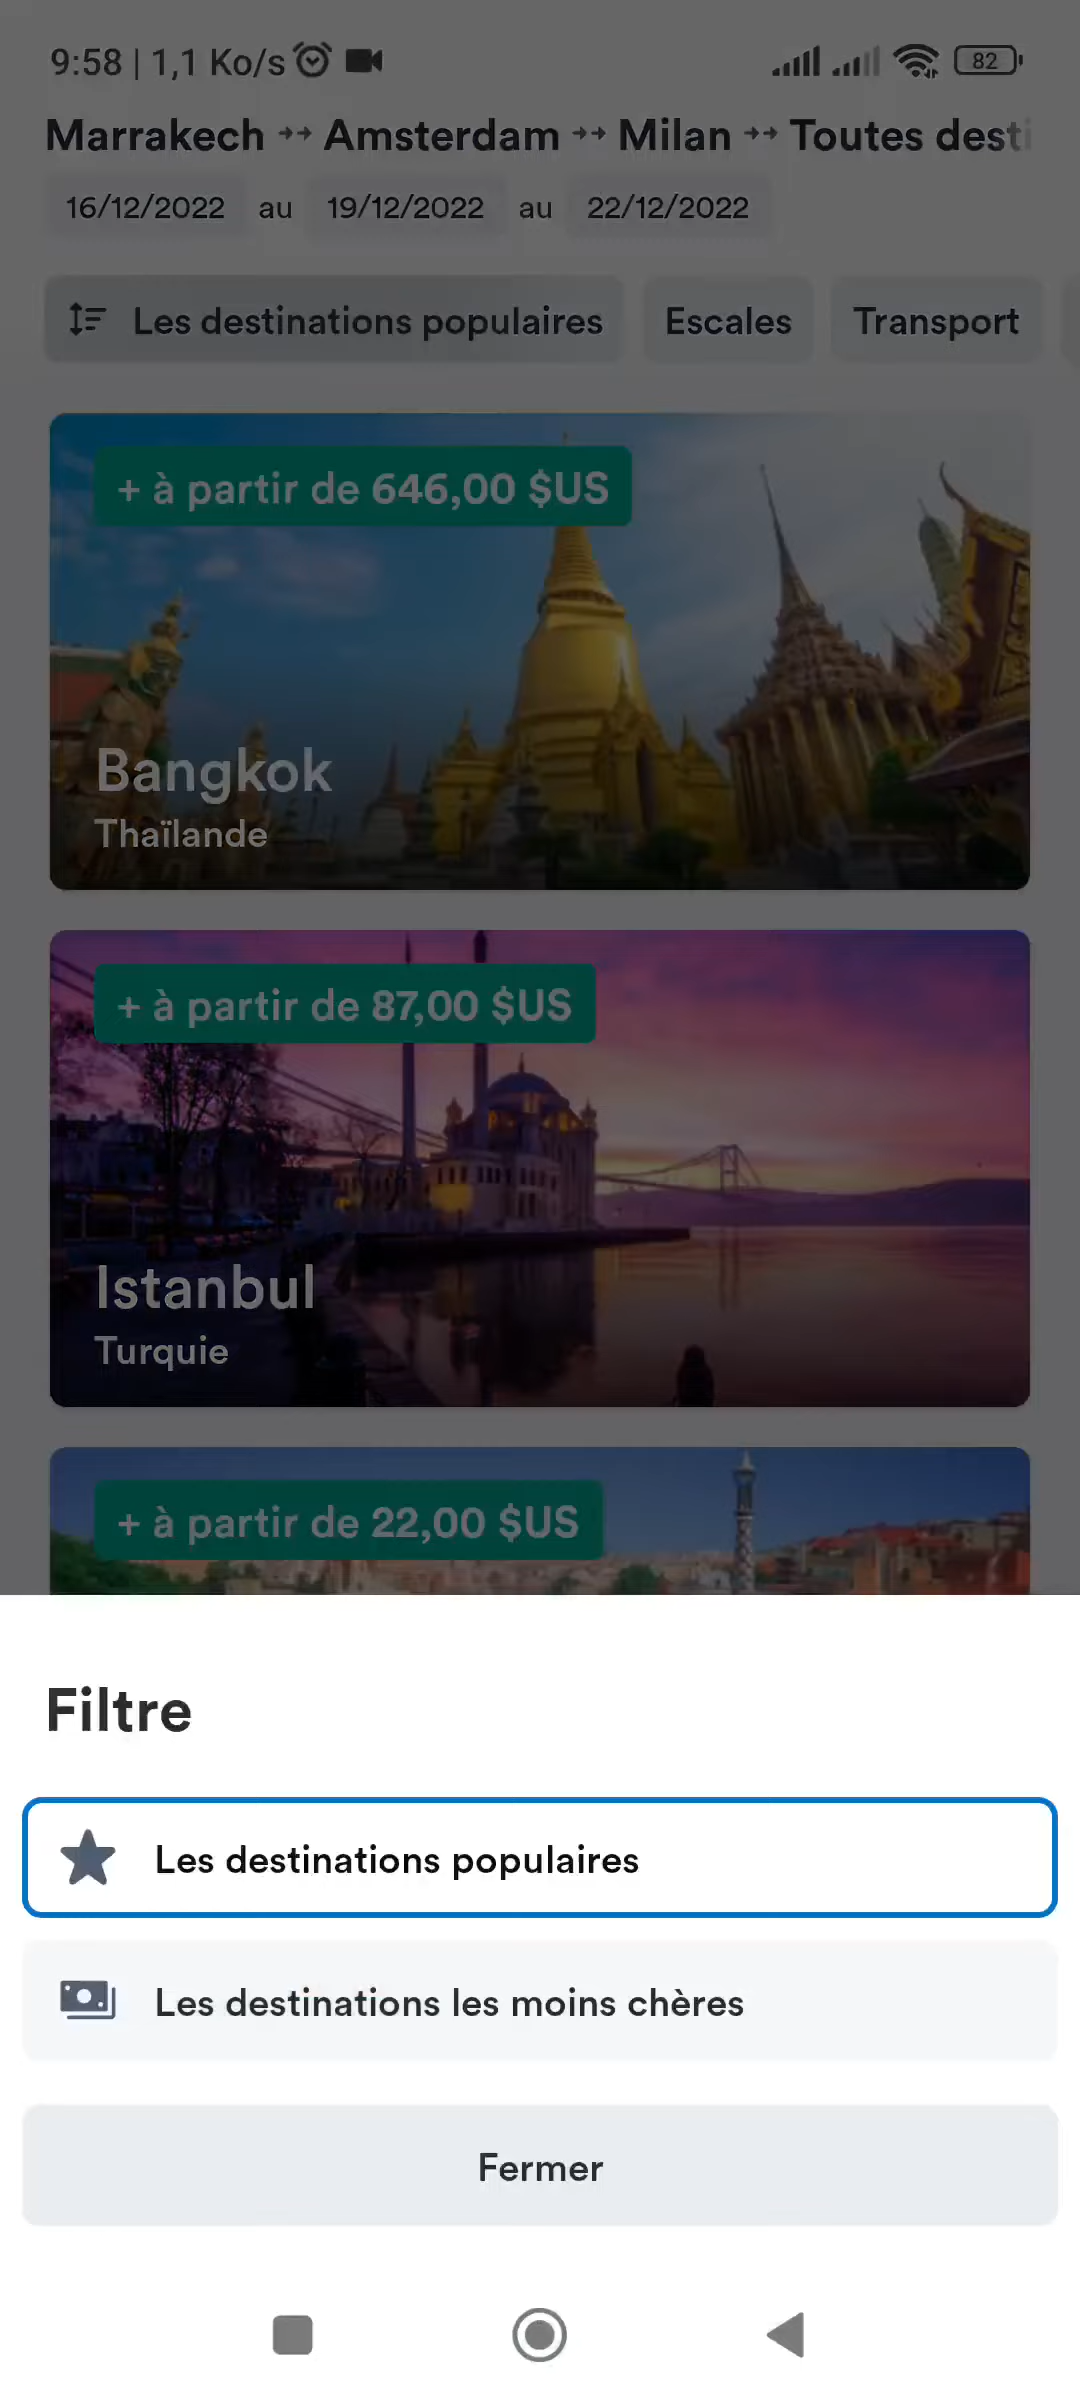 9:58 | 1,1 Ko/s 82
Marrakech Amsterdam Milan Toutes desti
16/12/2022 au 19/12/2022 au 22/12/2022
Les destinations populaires Escales Transport
+ à partir de 646,00 $US
Bangkok
Thaïlande
+ à partir de 87,00 $US
Istanbul
Turquie
+ à partir de 22,00 $US
Filtre
Les destinations populaires
Les destinations les moins chères
Fermer